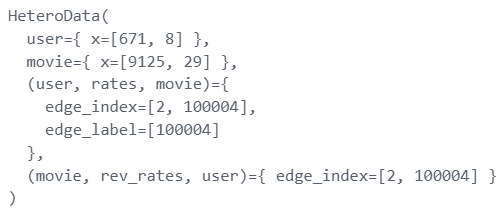 HeteroData(
  user={ x=[671, 8] },
  movie={ x=[9125, 29] },
  (user, rates, movie)={
    edge_index=[2, 100004],
    edge_label=[100004]
  },
  (movie, rev_rates, user)={ edge_index=[2, 100004] }
)